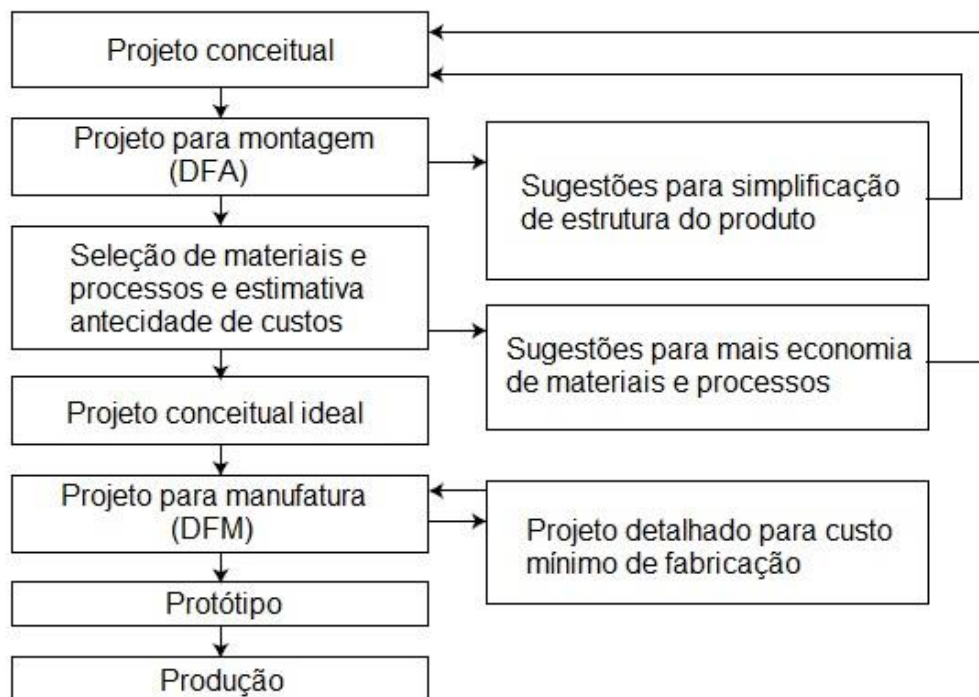 Projeto conceitual
Projeto para montagem
(DFA)
Sugestões para simplificação
de estrutura do produto
Seleção de materiais e
processos e estimativa
antecidade de custos
Sugestões para mais economia
de materiais e processos
Projeto conceitual ideal
Projeto para manufatura
(DFM)
Projeto detalhado para custo
mínimo de fabricação
Protótipo
Produção